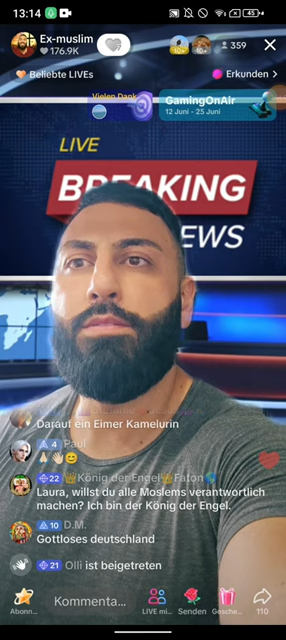 13:14
45
Ex-muslim
176.9K
10+
10+
359
Beliebte LIVEs
Erkunden >
Vielen Dank
GamingOnAir
12 Juni - 25 Juni
LIVE
BREAKING
NEWS
Darauf ein Eimer Kamelurin
4 Paul
🙏🏻👋🏻😊
22 👑König der Engel👑Faton
Laura, willst du alle Moslems verantwortlich
machen? Ich bin der König der Engel.
10 D.M.
Gottloses deutschland
21 Olli ist beigetreten
Abonn...
Kommenta...
LIVE mi...
Senden
Gesche...
110